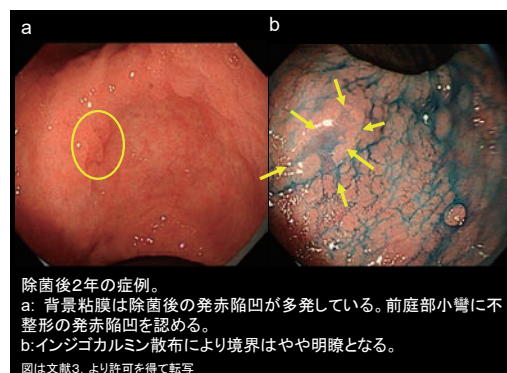 a
b
除菌後2年の症例。
a: 背景粘膜は除菌後の発赤陥凹が多発している。前庭部小彎に不
整形の発赤陥凹を認める。
b:インジゴカルミン散布により境界はやや明瞭となる。
図は文献3．より許可を得て転写